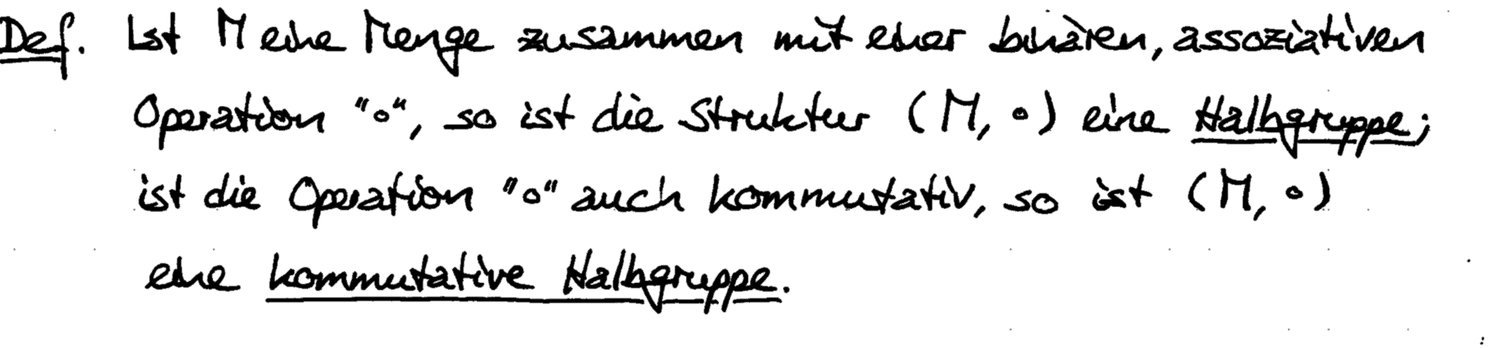 Def. Ist M eine Menge zusammen mit einer binären, assoziativen
Operation "∘", so ist die Struktur (M, ∘) eine Halbgruppe;
ist die Operation "∘" auch kommutativ, so ist (M, ∘)
eine kommutative Halbgruppe.